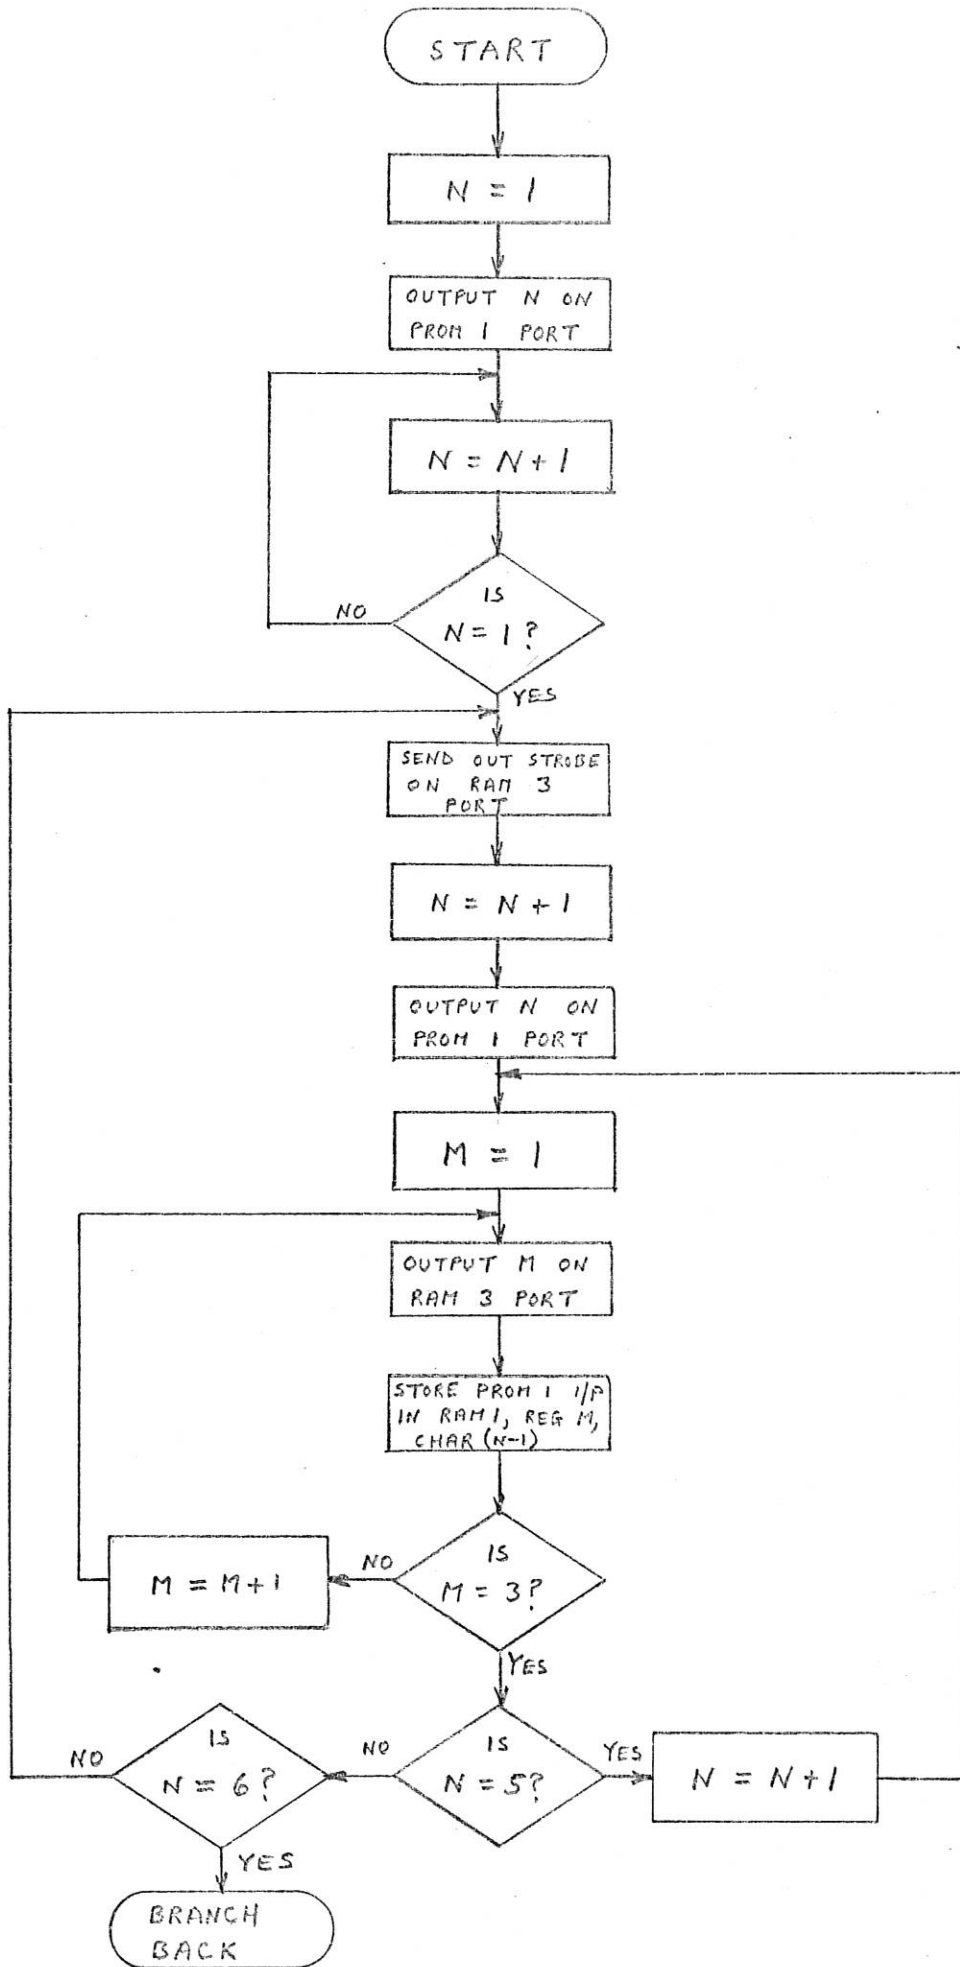 START
N = 1
OUTPUT N ON
PROM 1 PORT
N = N + 1
IS
N = 1 ?
NO
YES
SEND OUT STROBE
ON RAM 3
PORT
N = N + 1
OUTPUT N ON
PROM 1 PORT
M = 1
OUTPUT M ON
RAM 3 PORT
STORE PROM 1 I/P
IN RAM 1, REG M,
CHAR (N-1)
IS
M = 3 ?
NO
M = M + 1
YES
IS
N = 5 ?
YES
N = N + 1
NO
IS
N = 6 ?
NO
YES
BRANCH
BACK